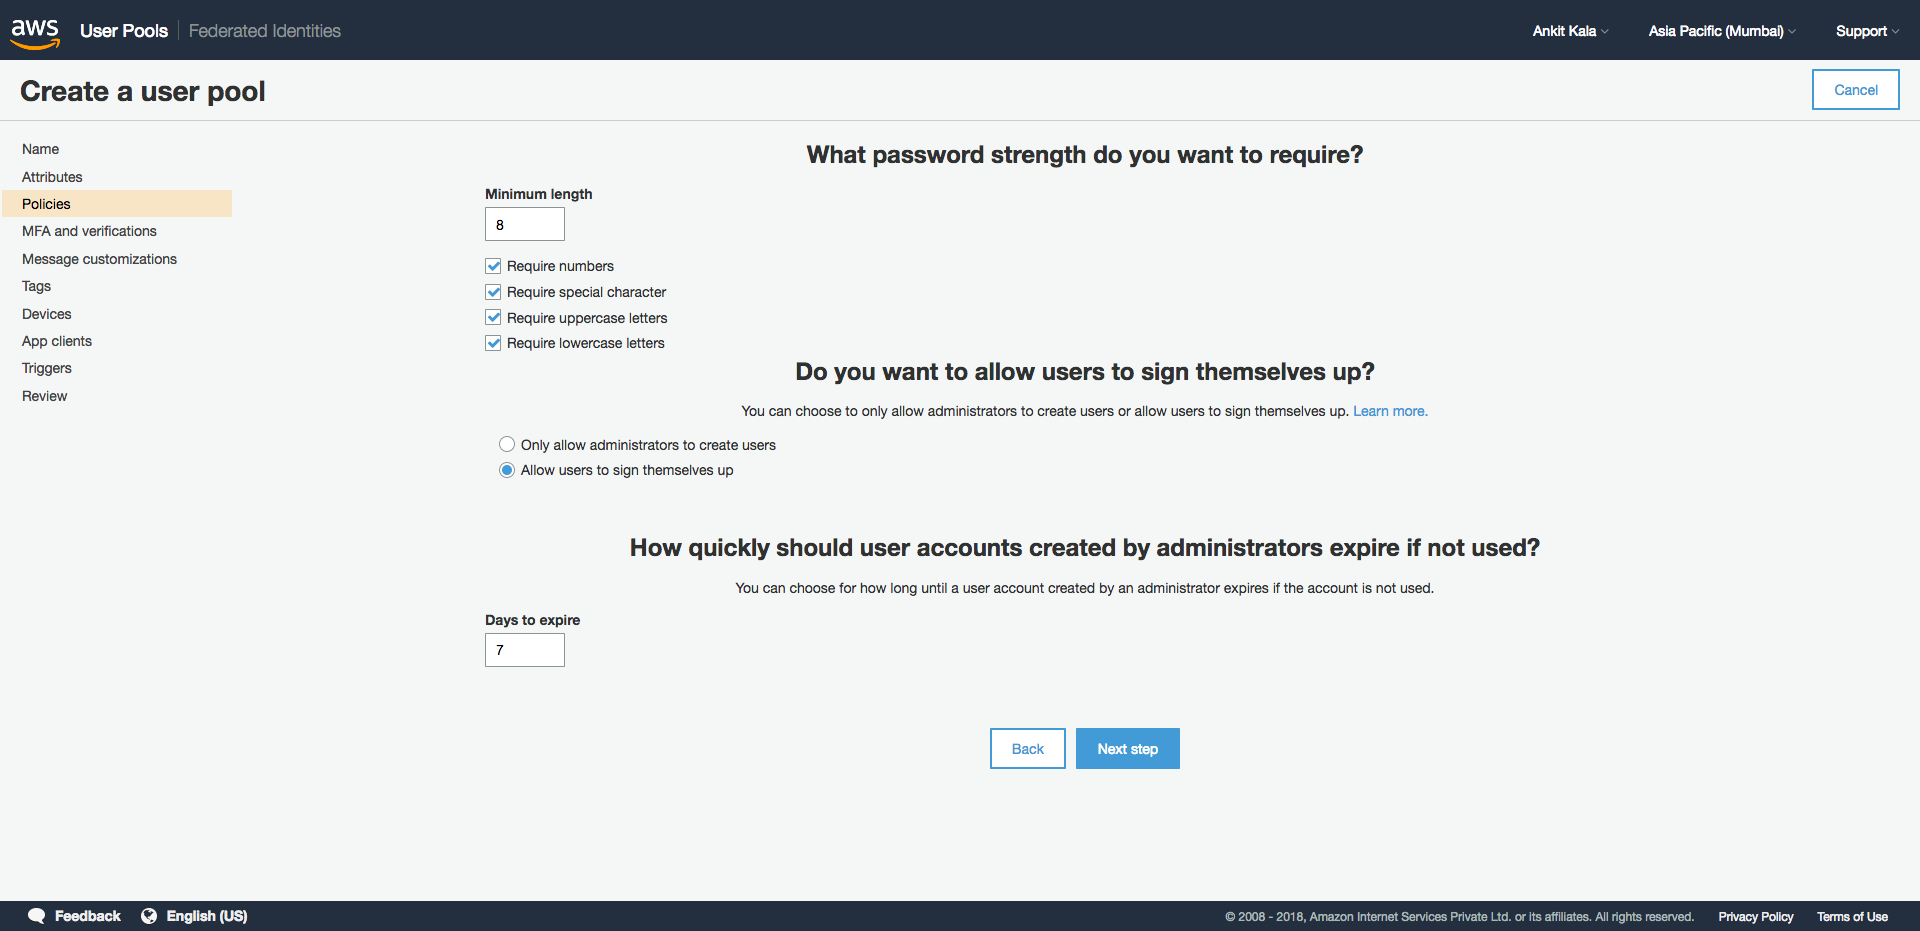 aws User Pools Federated Identities Ankit Kala Asia Pacific (Mumbai) Support
Create a user pool Cancel
Name
Attributes
Policies
MFA and verifications
Message customizations
Tags
Devices
App clients
Triggers
Review
What password strength do you want to require?
Minimum length
8
Require numbers
Require special character
Require uppercase letters
Require lowercase letters
Do you want to allow users to sign themselves up?
You can choose to only allow administrators to create users or allow users to sign themselves up. Learn more.
Only allow administrators to create users
Allow users to sign themselves up
How quickly should user accounts created by administrators expire if not used?
You can choose for how long until a user account created by an administrator expires if the account is not used.
Days to expire
7
Back Next step
Feedback English (US) © 2008 - 2018, Amazon Internet Services Private Ltd. or its affiliates. All rights reserved. Privacy Policy Terms of Use